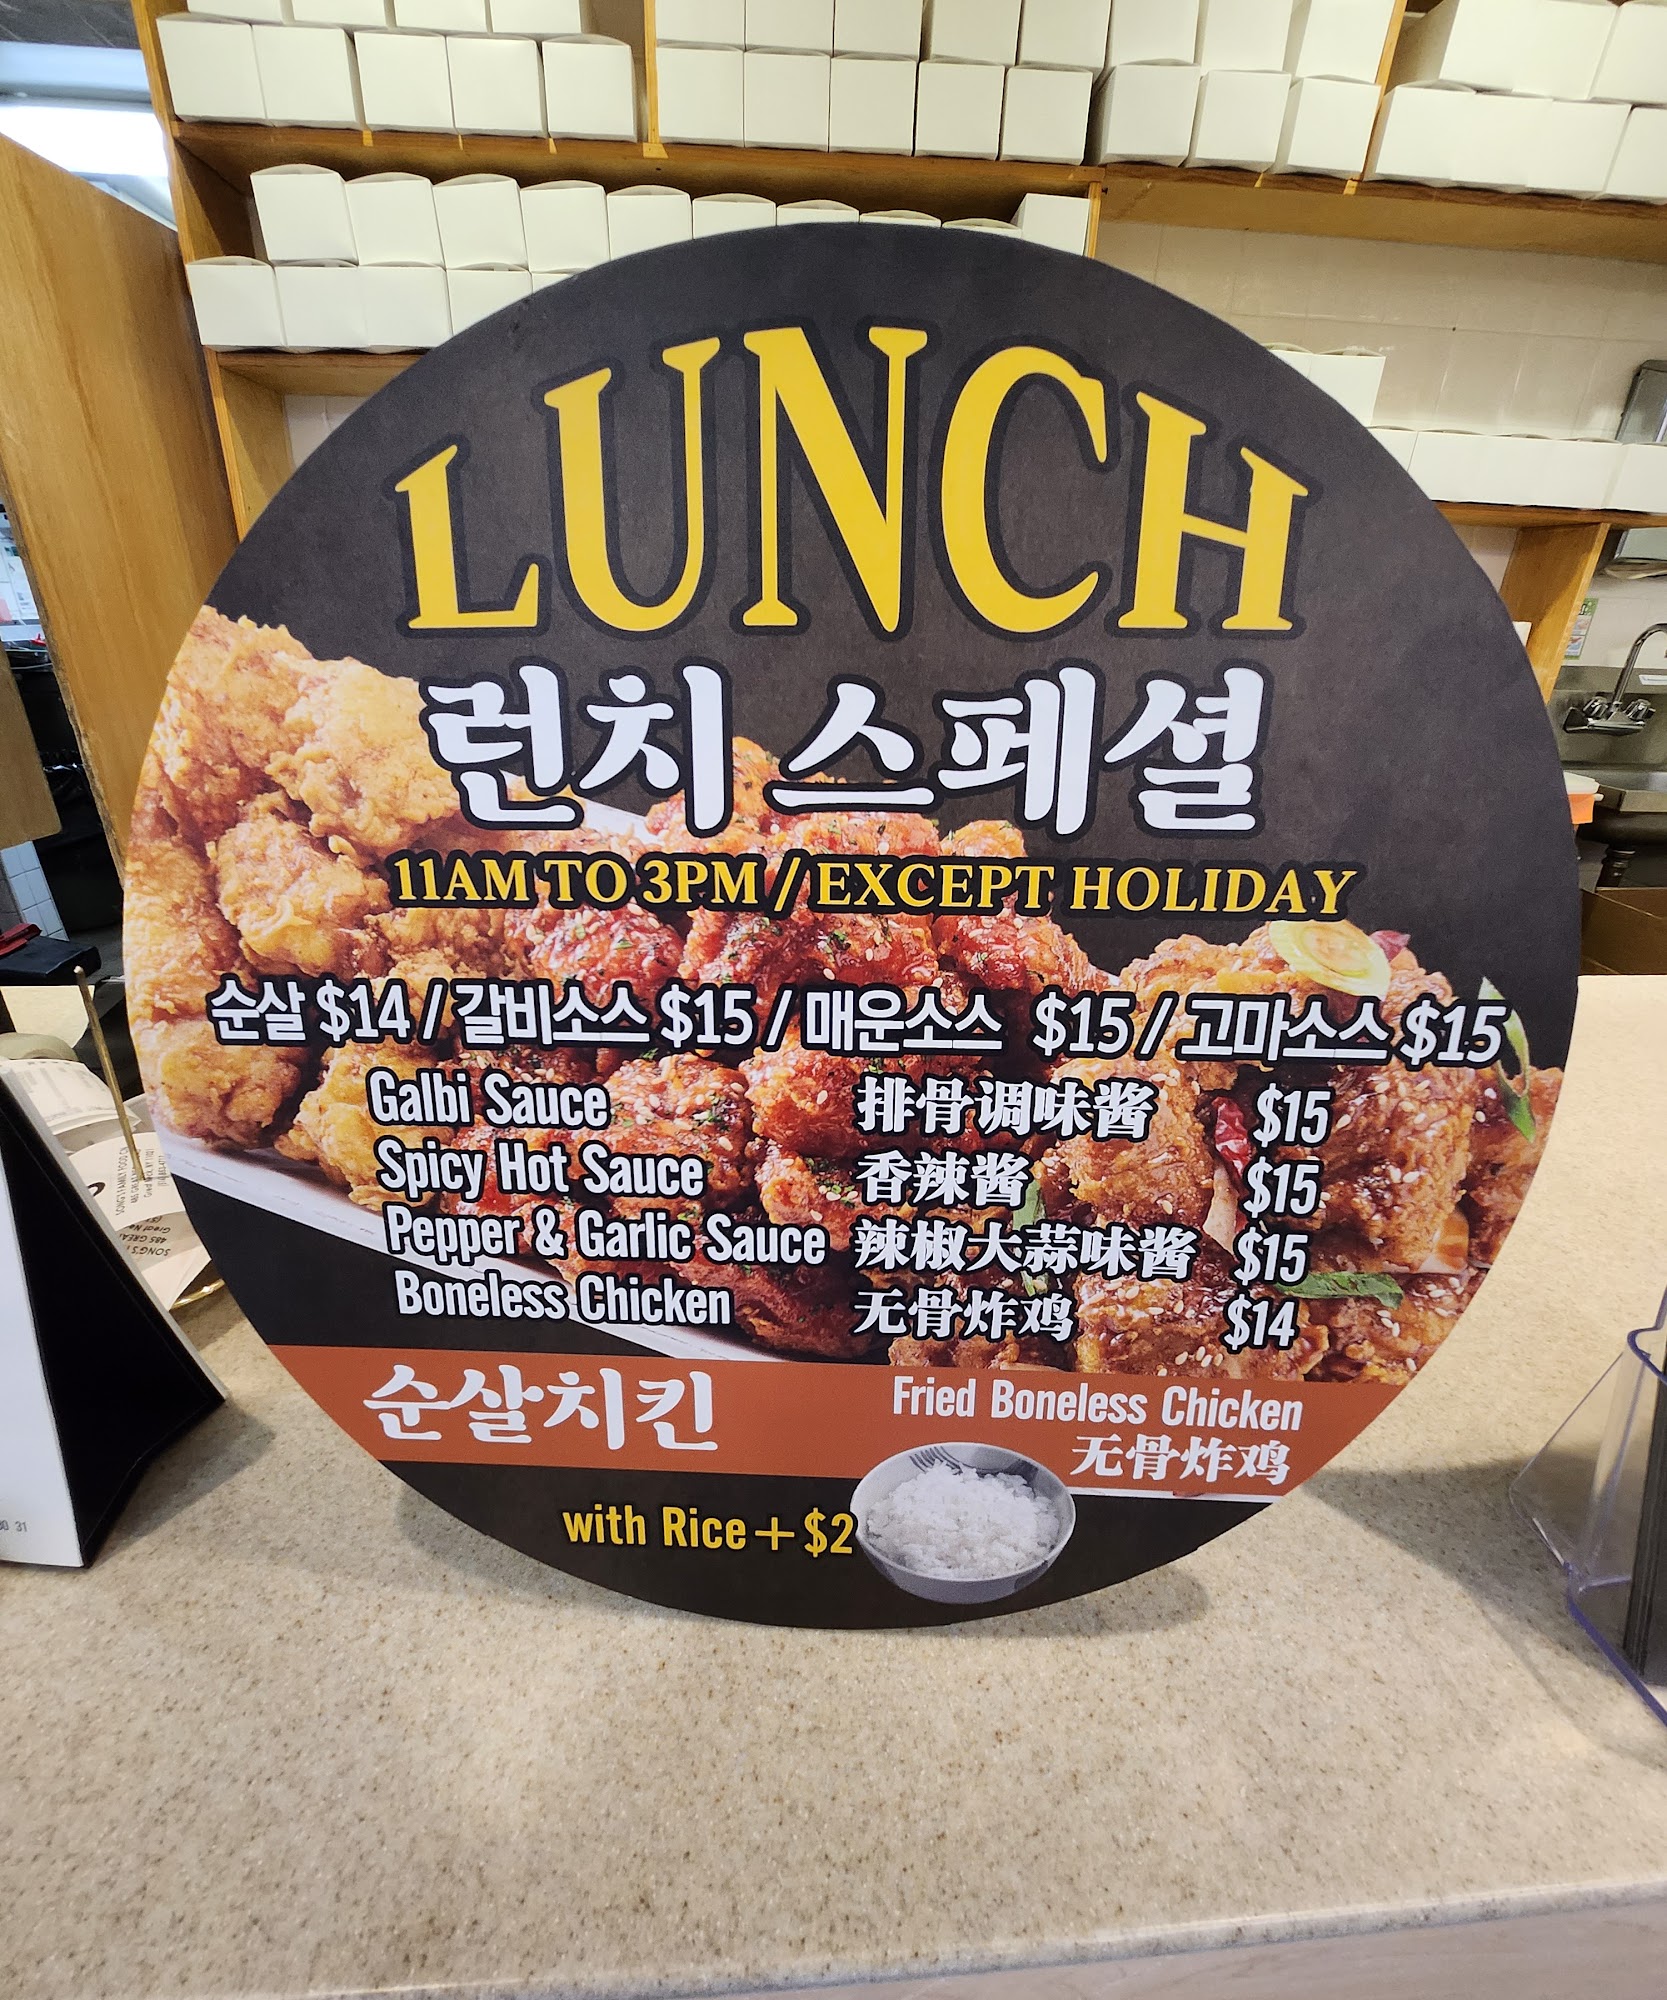 LUNCH
런치 스페셜
11AM TO 3PM / EXCEPT HOLIDAY
순살 $14 / 갈비소스 $15 / 매운소스 $15 / 고마소스 $15
Galbi Sauce 排骨调味酱 $15
Spicy Hot Sauce 香辣酱 $15
Pepper & Garlic Sauce 辣椒大蒜味酱 $15
Boneless Chicken 无骨炸鸡 $14
순살치킨
Fried Boneless Chicken
无骨炸鸡
with Rice + $2
31